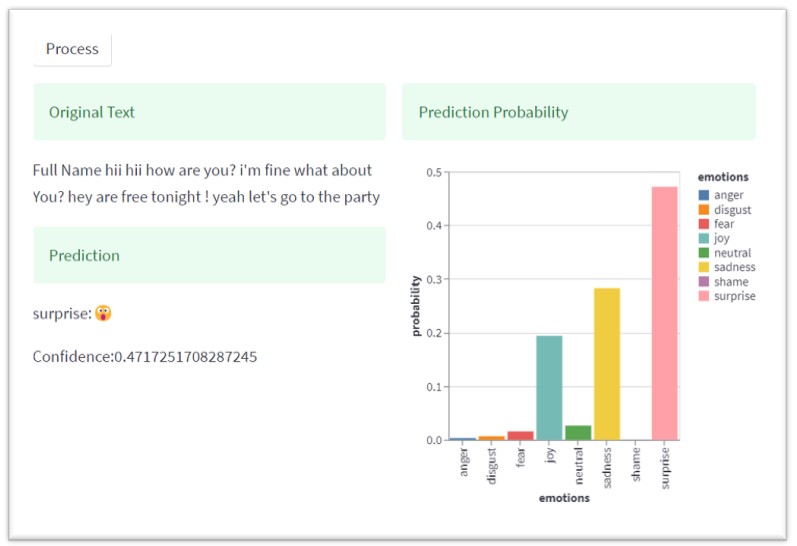 Process
Original Text
Full Name hii hii how are you? i'm fine what about
You? hey are free tonight ! yeah let's go to the party
Prediction
surprise: 😲
Confidence:0.4717251708287245
Prediction Probability
0.5
0.4
0.3
0.2
0.1
0.0
probability
anger
disgust
fear
joy
neutral
sadness
shame
surprise
emotions
emotions
anger
disgust
fear
joy
neutral
sadness
shame
surprise